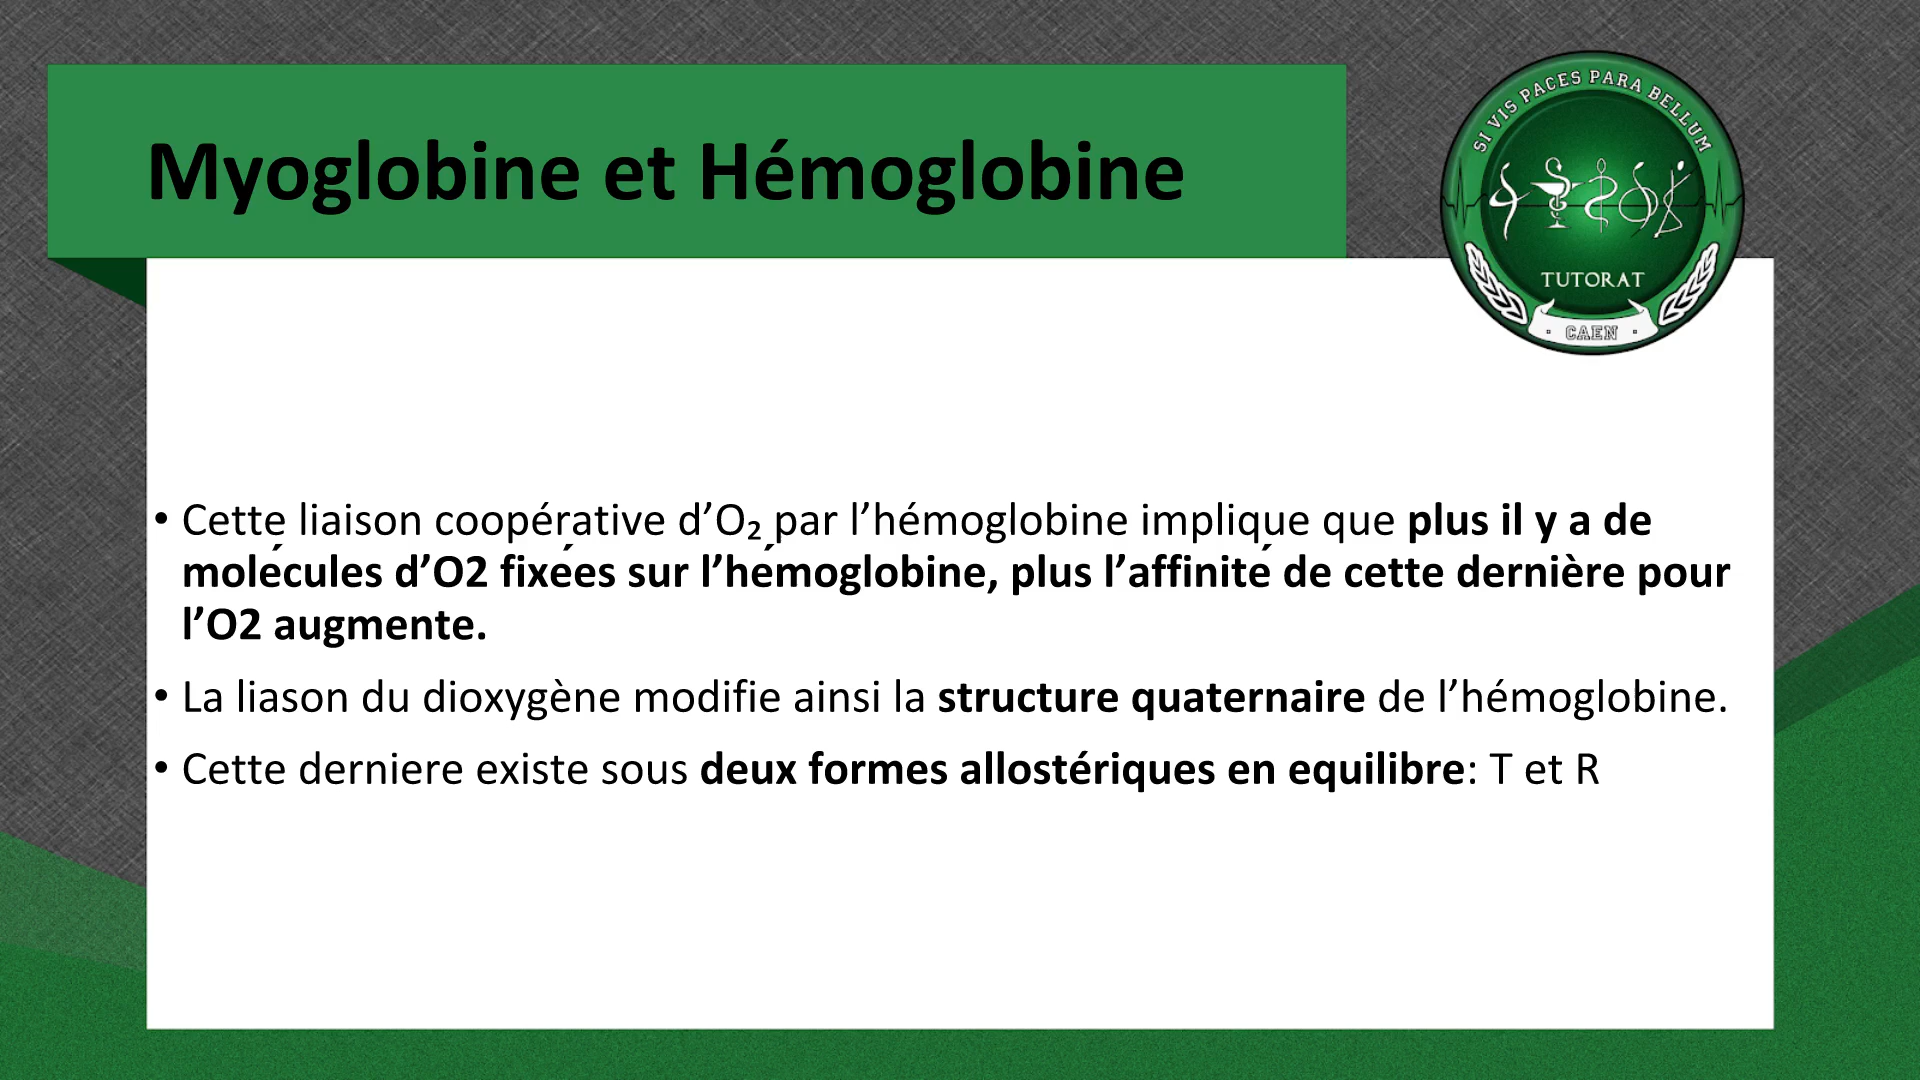 SI VIS PACES PARA BELLUM
Myoglobine et Hémoglobine
TUTORAT
· CAEN ·
• Cette liaison coopérative d’O₂ par l’hémoglobine implique que plus il y a de
molécules d’O2 fixées sur l’hémoglobine, plus l’affinité de cette dernière pour
l’O2 augmente.
• La liason du dioxygène modifie ainsi la structure quaternaire de l’hémoglobine.
• Cette derniere existe sous deux formes allostériques en equilibre: T et R